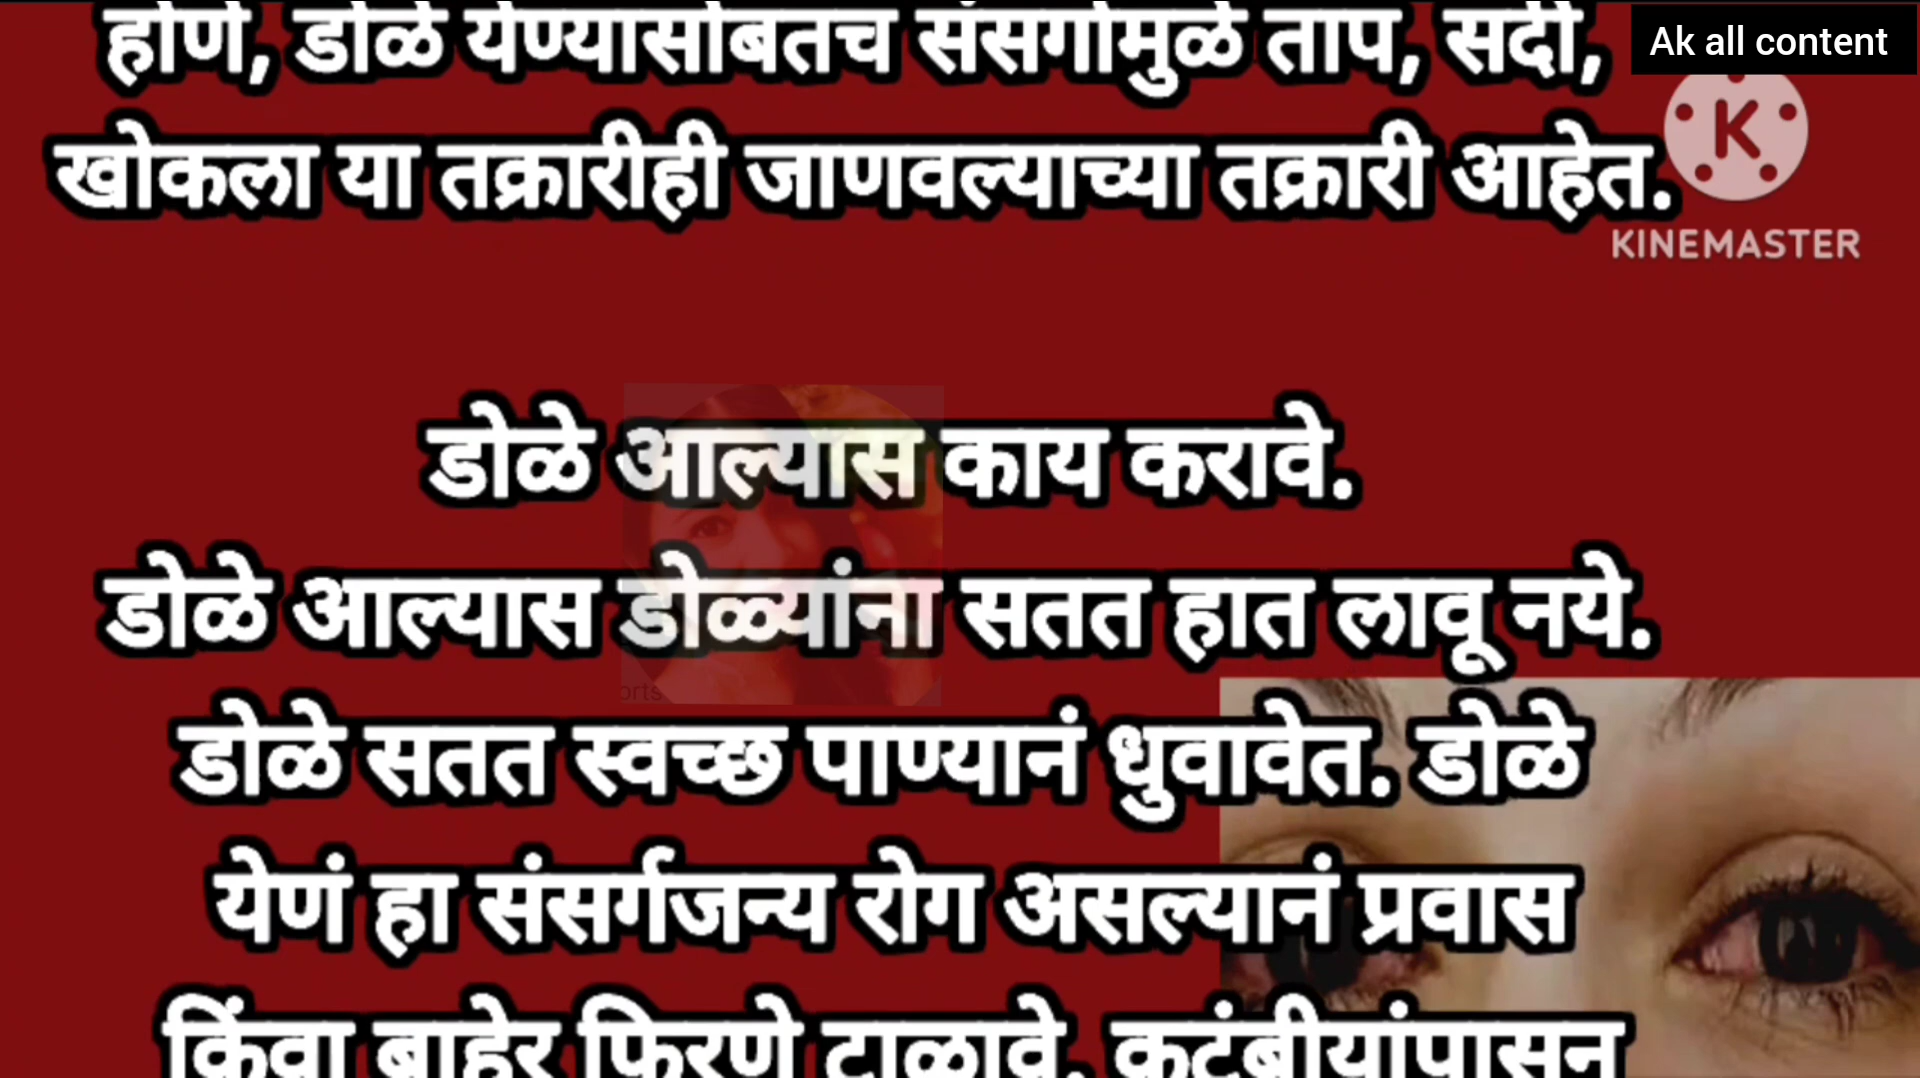 होणे, डोळे येण्यासोबतच संसर्गामुळे ताप, सर्दी,
Ak all content
खोकला या तक्रारीही जाणवल्याच्या तक्रारी आहेत.
K
KINEMASTER
डोळे आल्यास काय करावे.
डोळे आल्यास डोळ्यांना सतत हात लावू नये.
orts
डोळे सतत स्वच्छ पाण्यानं धुवावेत. डोळे
येणं हा संसर्गजन्य रोग असल्यानं प्रवास
किंवा बाहेर फिरणे टाळावे. कुटुंबीयांपासून